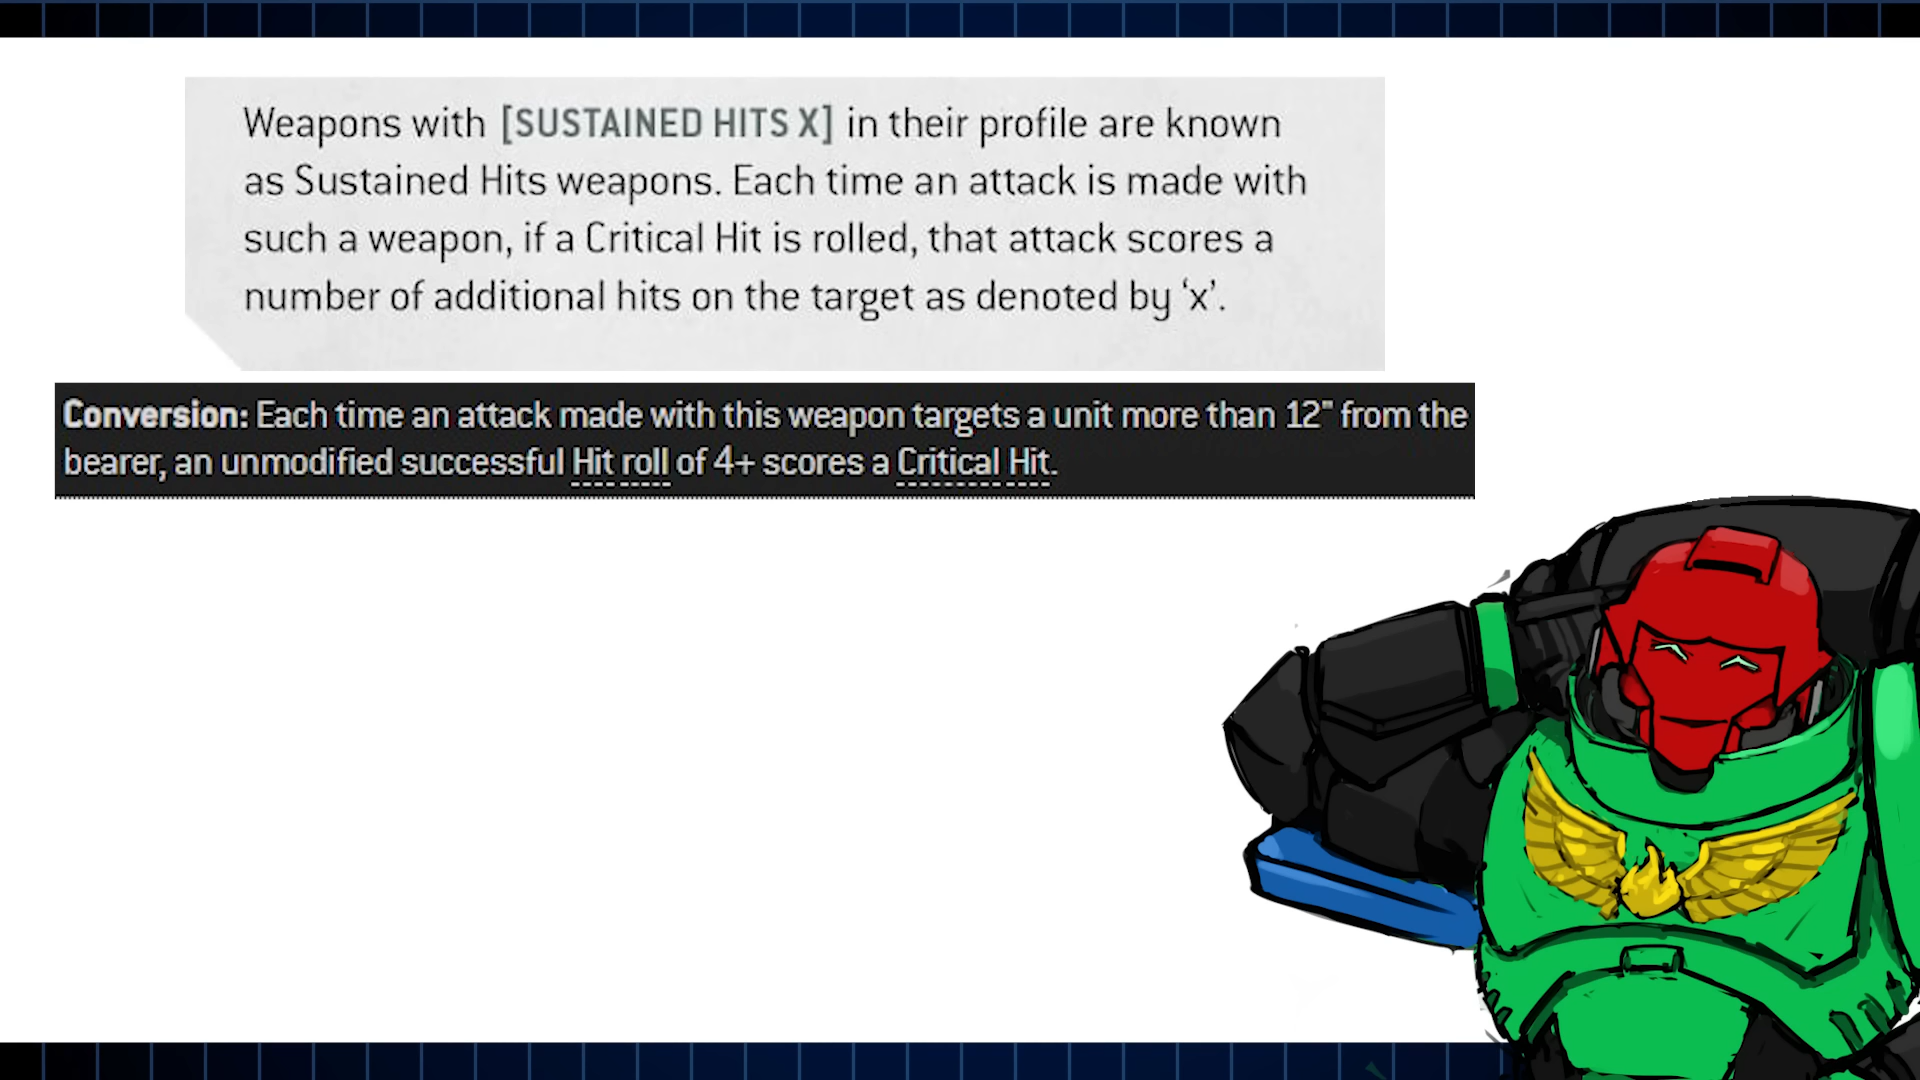 Weapons with [SUSTAINED HITS X] in their profile are known
as Sustained Hits weapons. Each time an attack is made with
such a weapon, if a Critical Hit is rolled, that attack scores a
number of additional hits on the target as denoted by ‘x’.
Conversion: Each time an attack made with this weapon targets a unit more than 12" from the
bearer, an unmodified successful Hit roll of 4+ scores a Critical Hit.